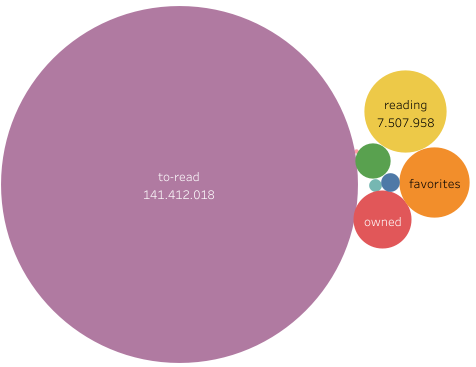 to-read
141.412.018
reading
7.507.958
favorites
owned